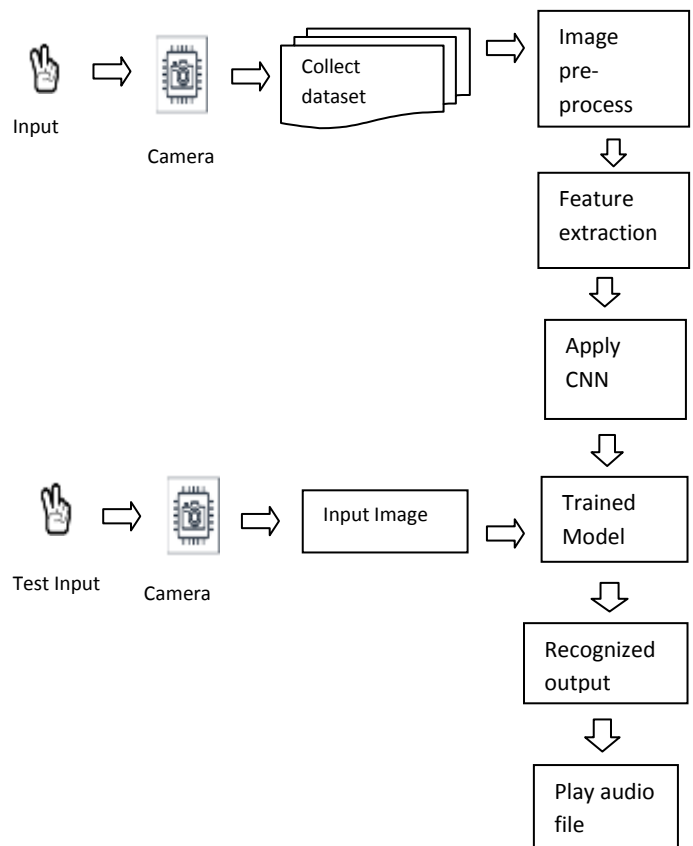 Input
Camera
Collect
dataset
Image
pre-
process
Feature
extraction
Apply
CNN
Test Input
Camera
Input Image
Trained
Model
Recognized
output
Play audio
file